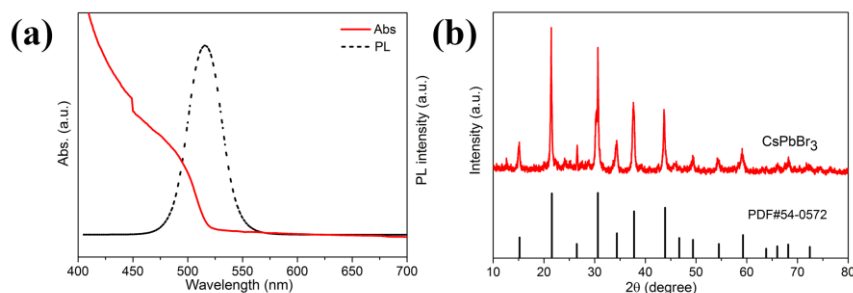 (a)
Abs
PL
Abs. (a.u.)
PL intensity (a.u.)
400 450 500 550 600 650 700
Wavelength (nm)
(b)
Intensity (a.u.)
CsPbBr3
PDF#54-0572
10 20 30 40 50 60 70 80
2θ (degree)